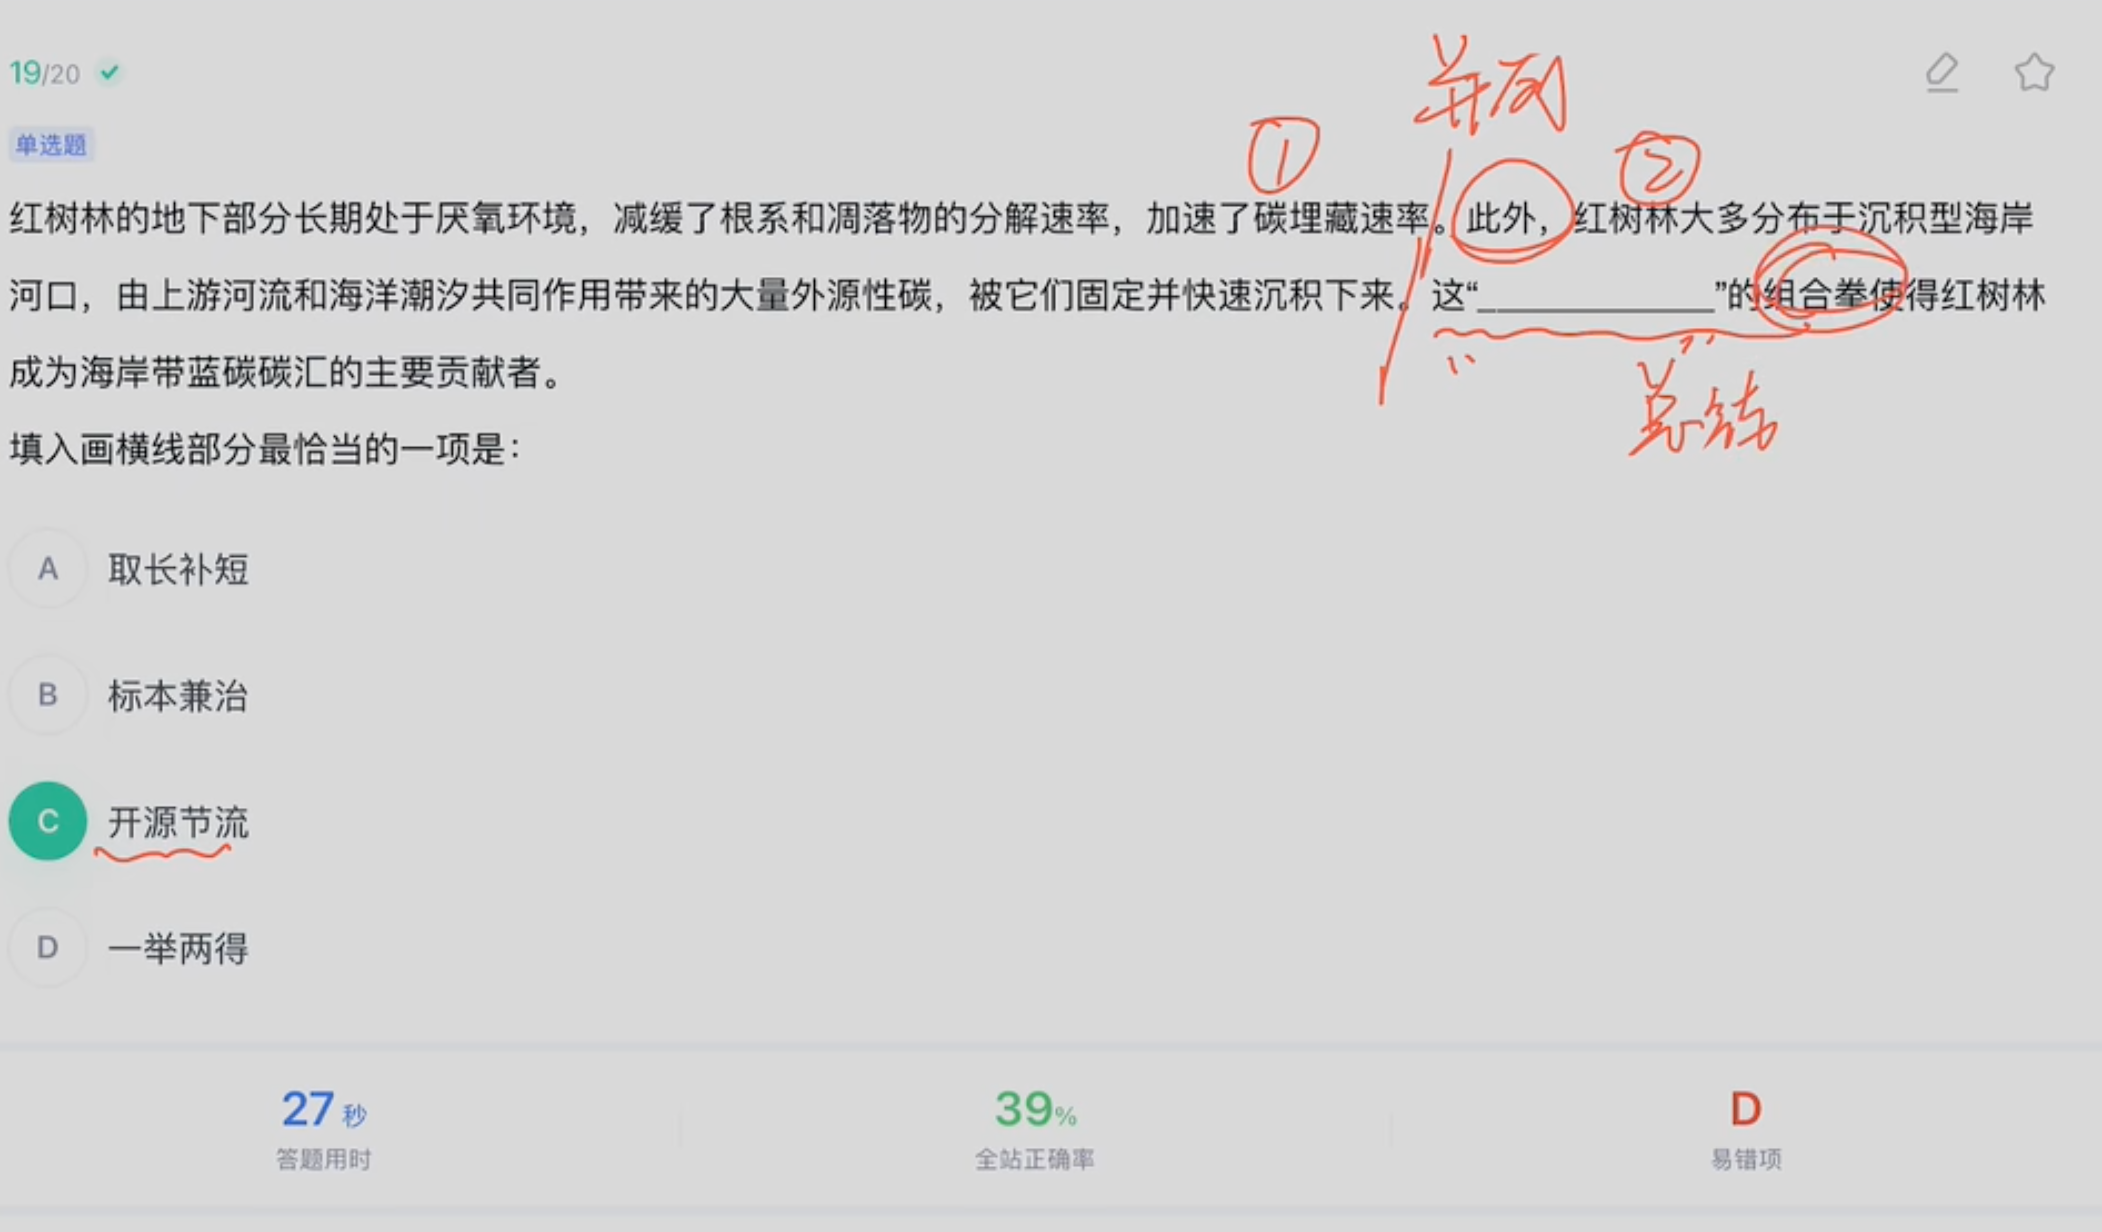 19/20
单选题
并列
① ②
红树林的地下部分长期处于厌氧环境，减缓了根系和凋落物的分解速率，加速了碳埋藏速率。此外，红树林大多分布于沉积型海岸
河口，由上游河流和海洋潮汐共同作用带来的大量外源性碳，被它们固定并快速沉积下来。这“____________”的组合拳使得红树林
成为海岸带蓝碳碳汇的主要贡献者。
总结
填入画横线部分最恰当的一项是：
A 取长补短
B 标本兼治
C 开源节流
D 一举两得
27秒 39% D
答题用时 全站正确率 易错项